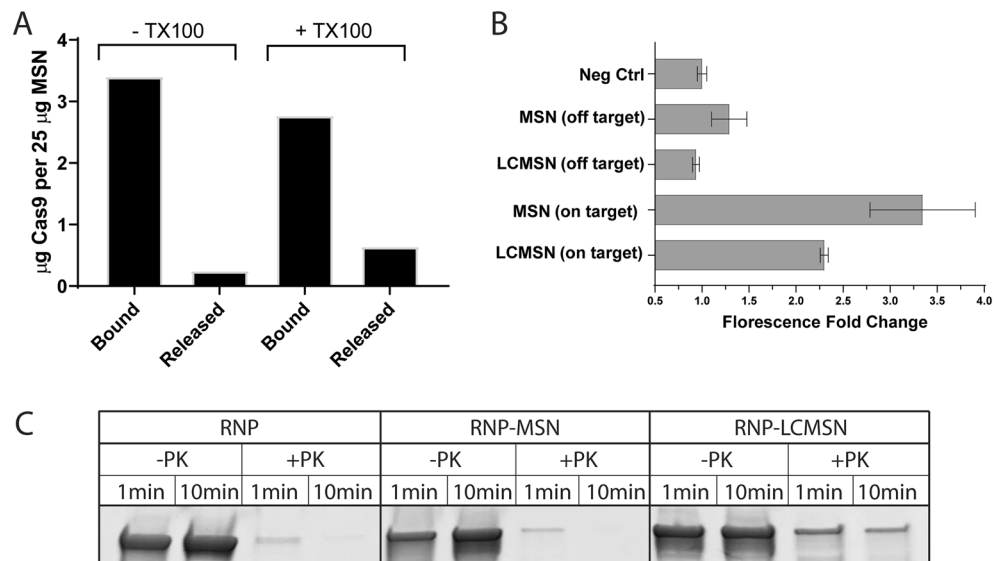 A
- TX100
+ TX100
µg Cas9 per 25 µg MSN
4
3
2
1
0
Bound
Released
Bound
Released
B
Neg Ctrl
MSN (off target)
LCMSN (off target)
MSN (on target)
LCMSN (on target)
0.5 1.0 1.5 2.0 2.5 3.0 3.5 4.0
Florescence Fold Change
C
RNP RNP-MSN RNP-LCMSN
-PK +PK -PK +PK -PK +PK
1min 10min 1min 10min 1min 10min 1min 10min 1min 10min 1min 10min